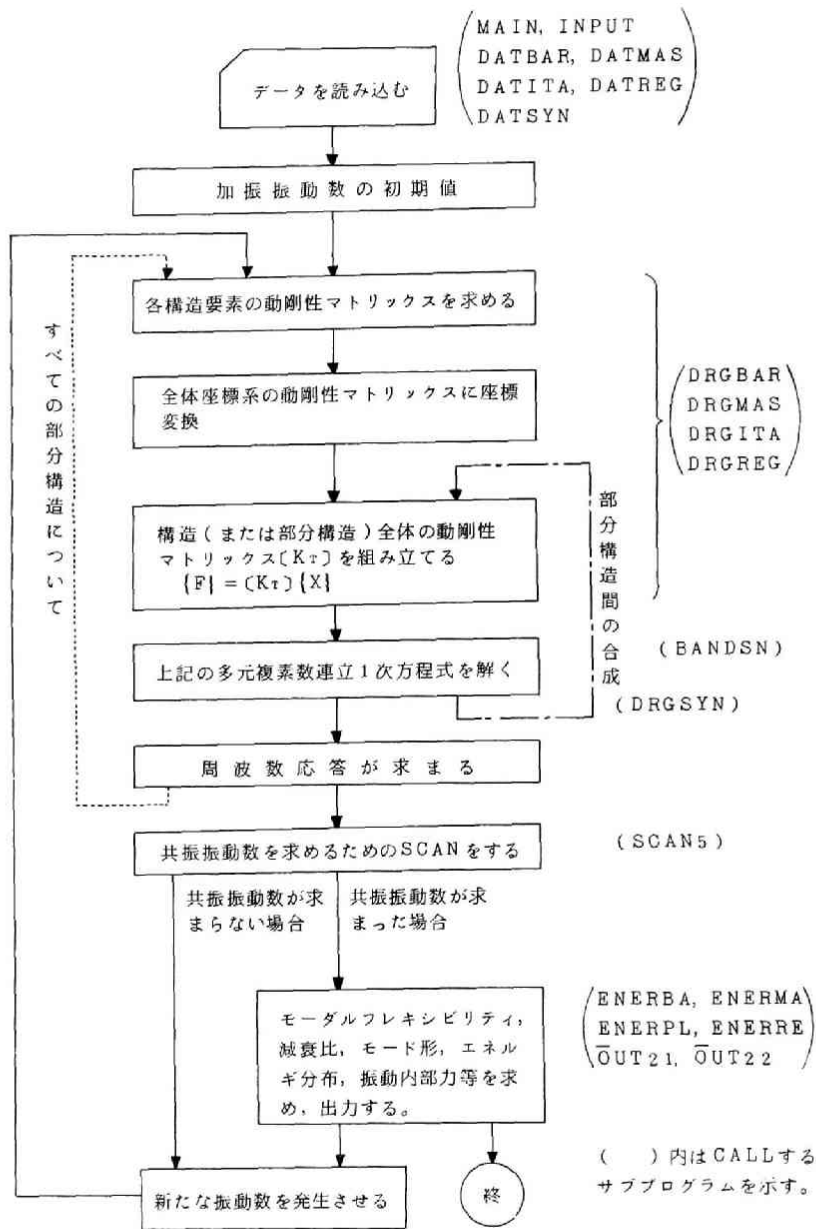 データを読み込む
MAIN, INPUT
DATBAR, DATMAS
DATITA, DATREG
DATSYN
加振振動数の初期値
各構造要素の動剛性マトリックスを求める
すべての部分構造について
全体座標系の動剛性マトリックスに座標
変換
(DRGBAR
DRGMAS
DRGITA
DRGREG)
構造(または部分構造)全体の動剛性
マトリックス〔KT〕を組み立てる
{F}=〔KT〕{X}
部分構造間の合成
上記の多元複素数連立1次方程式を解く
(BANDSN)
(DRGSYN)
周波数応答が求まる
共振振動数を求めるためのSCANをする
(SCAN5)
共振振動数が求
まらない場合
共振振動数が求
まった場合
モーダルフレキシビリティ,
減衰比, モード形, エネル
ギ分布, 振動内部力等を求
め, 出力する。
(ENERBA, ENERMA
ENERPL, ENERRE
O̅UT21, O̅UT22)
新たな振動数を発生させる
終
(  )内はCALLする
サブプログラムを示す。